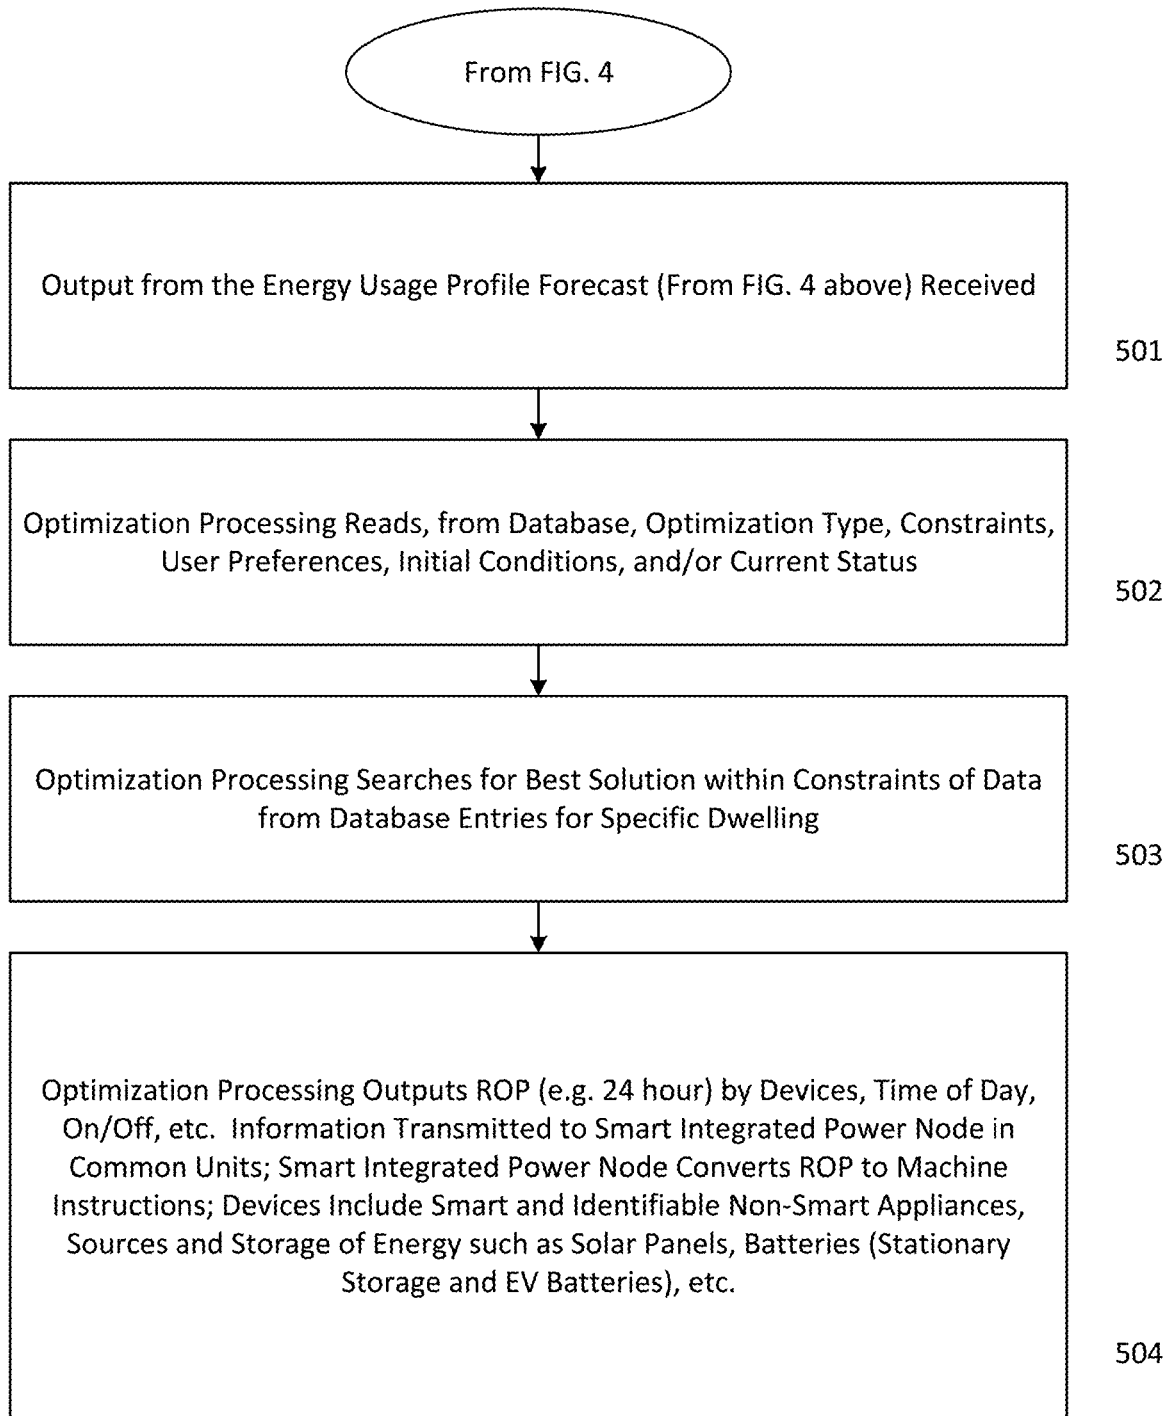 From FIG. 4
Output from the Energy Usage Profile Forecast (From FIG. 4 above) Received
501
Optimization Processing Reads, from Database, Optimization Type, Constraints,
User Preferences, Initial Conditions, and/or Current Status
502
Optimization Processing Searches for Best Solution within Constraints of Data
from Database Entries for Specific Dwelling
503
Optimization Processing Outputs ROP (e.g. 24 hour) by Devices, Time of Day,
On/Off, etc.  Information Transmitted to Smart Integrated Power Node in
Common Units; Smart Integrated Power Node Converts ROP to Machine
Instructions; Devices Include Smart and Identifiable Non-Smart Appliances,
Sources and Storage of Energy such as Solar Panels, Batteries (Stationary
Storage and EV Batteries), etc.
504